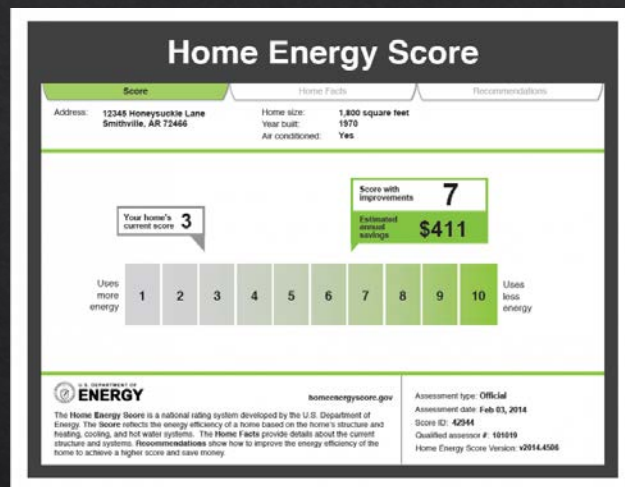 Home Energy Score
Score
Home Facts
Recommendations
Address: 12345 Honeysuckle Lane
Smithville, AR 72466
Home size: 1,800 square feet
Year built: 1970
Air conditioned: Yes
Score with improvements 7
Estimated annual savings $411
Your home's current score 3
Uses more energy
1 2 3 4 5 6 7 8 9 10
Uses less energy
U.S. DEPARTMENT OF
ENERGY
homeenergyscore.gov
The Home Energy Score is a national rating system developed by the U.S. Department of
Energy. The Score reflects the energy efficiency of a home based on the home's structure and
heating, cooling, and hot water systems. The Home Facts provide details about the current
structure and systems. Recommendations show how to improve the energy efficiency of the
home to achieve a higher score and save money.
Assessment type: Official
Assessment date: Feb 03, 2014
Score ID: 42944
Qualified assessor #: 101019
Home Energy Score Version: v2014.4506